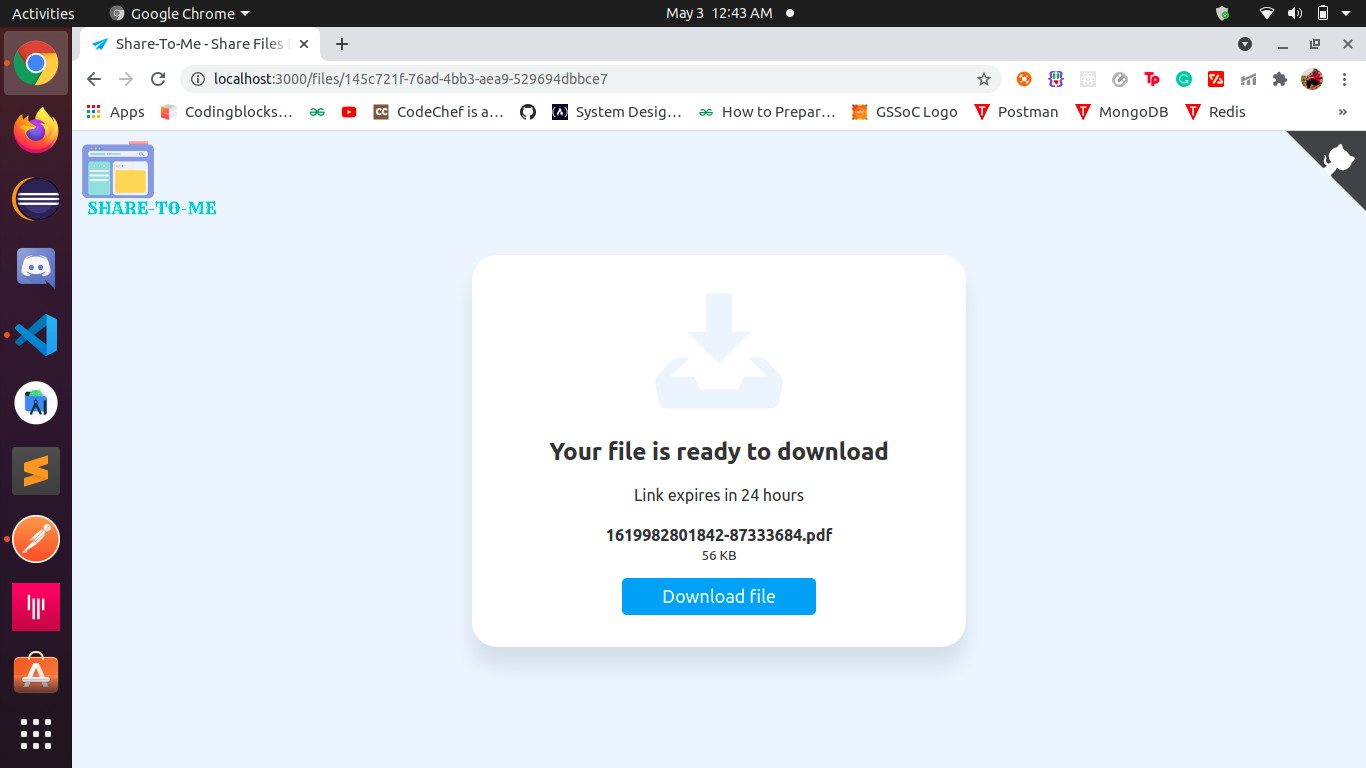 Activities
Google Chrome
May 3 12:43 AM
Share-To-Me - Share Files
localhost:3000/files/145c721f-76ad-4bb3-aea9-529694dbbce7
Tp
Apps
Codingblocks…
CC
CodeChef is a…
System Desig…
How to Prepar…
GSSoC Logo
Postman
MongoDB
Redis
»
SHARE-TO-ME
Your file is ready to download
Link expires in 24 hours
1619982801842-87333684.pdf
56 KB
Download file